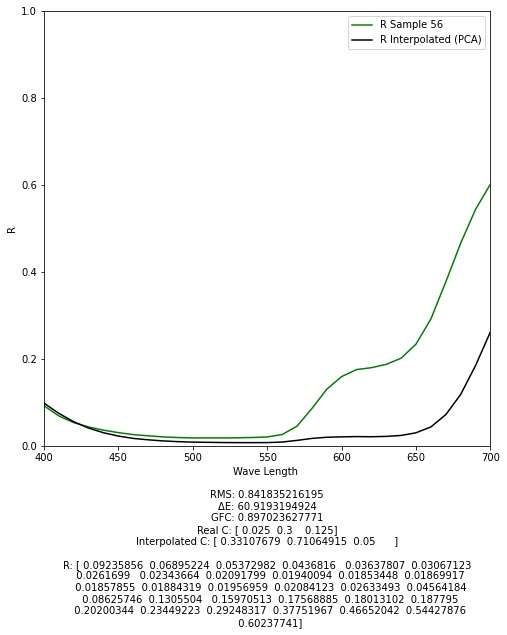 1.0
0.8
0.6
0.4
0.2
0.0
R
400 450 500 550 600 650 700
Wave Length
R Sample 56
R Interpolated (PCA)
RMS: 0.841835216195
ΔE: 60.9193194924
GFC: 0.897023627771
Real C: [ 0.025 0.3 0.125]
Interpolated C: [ 0.33107679 0.71064915 0.05 ]
R: [ 0.09235856 0.06895224 0.05372982 0.0436816 0.03637807 0.03067123
0.0261699 0.02343664 0.02091799 0.01940094 0.01853448 0.01869917
0.01857855 0.01884319 0.01956959 0.02084123 0.02633493 0.04564184
0.08625746 0.1305504 0.15970513 0.17568885 0.18013102 0.187795
0.20200344 0.23449223 0.29248317 0.37751967 0.46652042 0.54427876
0.60237741]